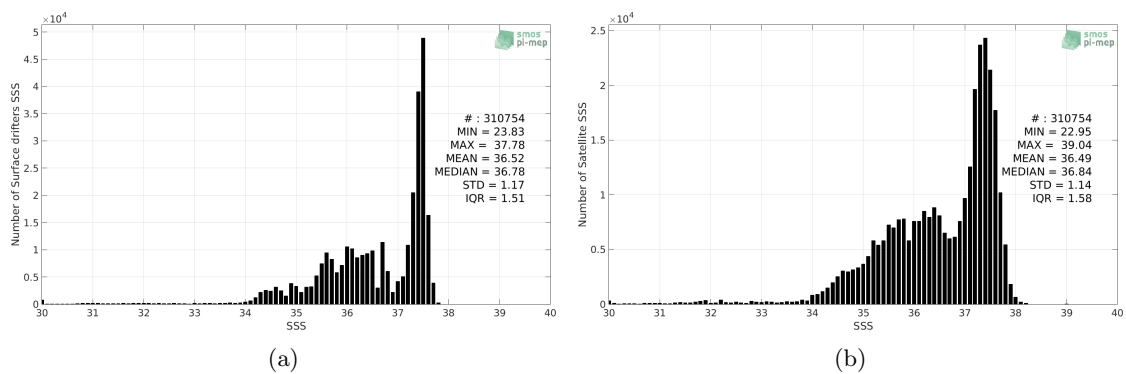 ×10⁴
5
4.5
4
3.5
3
2.5
2
1.5
1
0.5
0
Number of Surface drifters SSS
30 31 32 33 34 35 36 37 38 39 40
SSS
smos
pi-mep
# : 310754
MIN = 23.83
MAX = 37.78
MEAN = 36.52
MEDIAN = 36.78
STD = 1.17
IQR = 1.51
(a)
×10⁴
2.5
2
1.5
1
0.5
0
Number of Satellite SSS
30 31 32 33 34 35 36 37 38 39 40
SSS
smos
pi-mep
# : 310754
MIN = 22.95
MAX = 39.04
MEAN = 36.49
MEDIAN = 36.84
STD = 1.14
IQR = 1.58
(b)